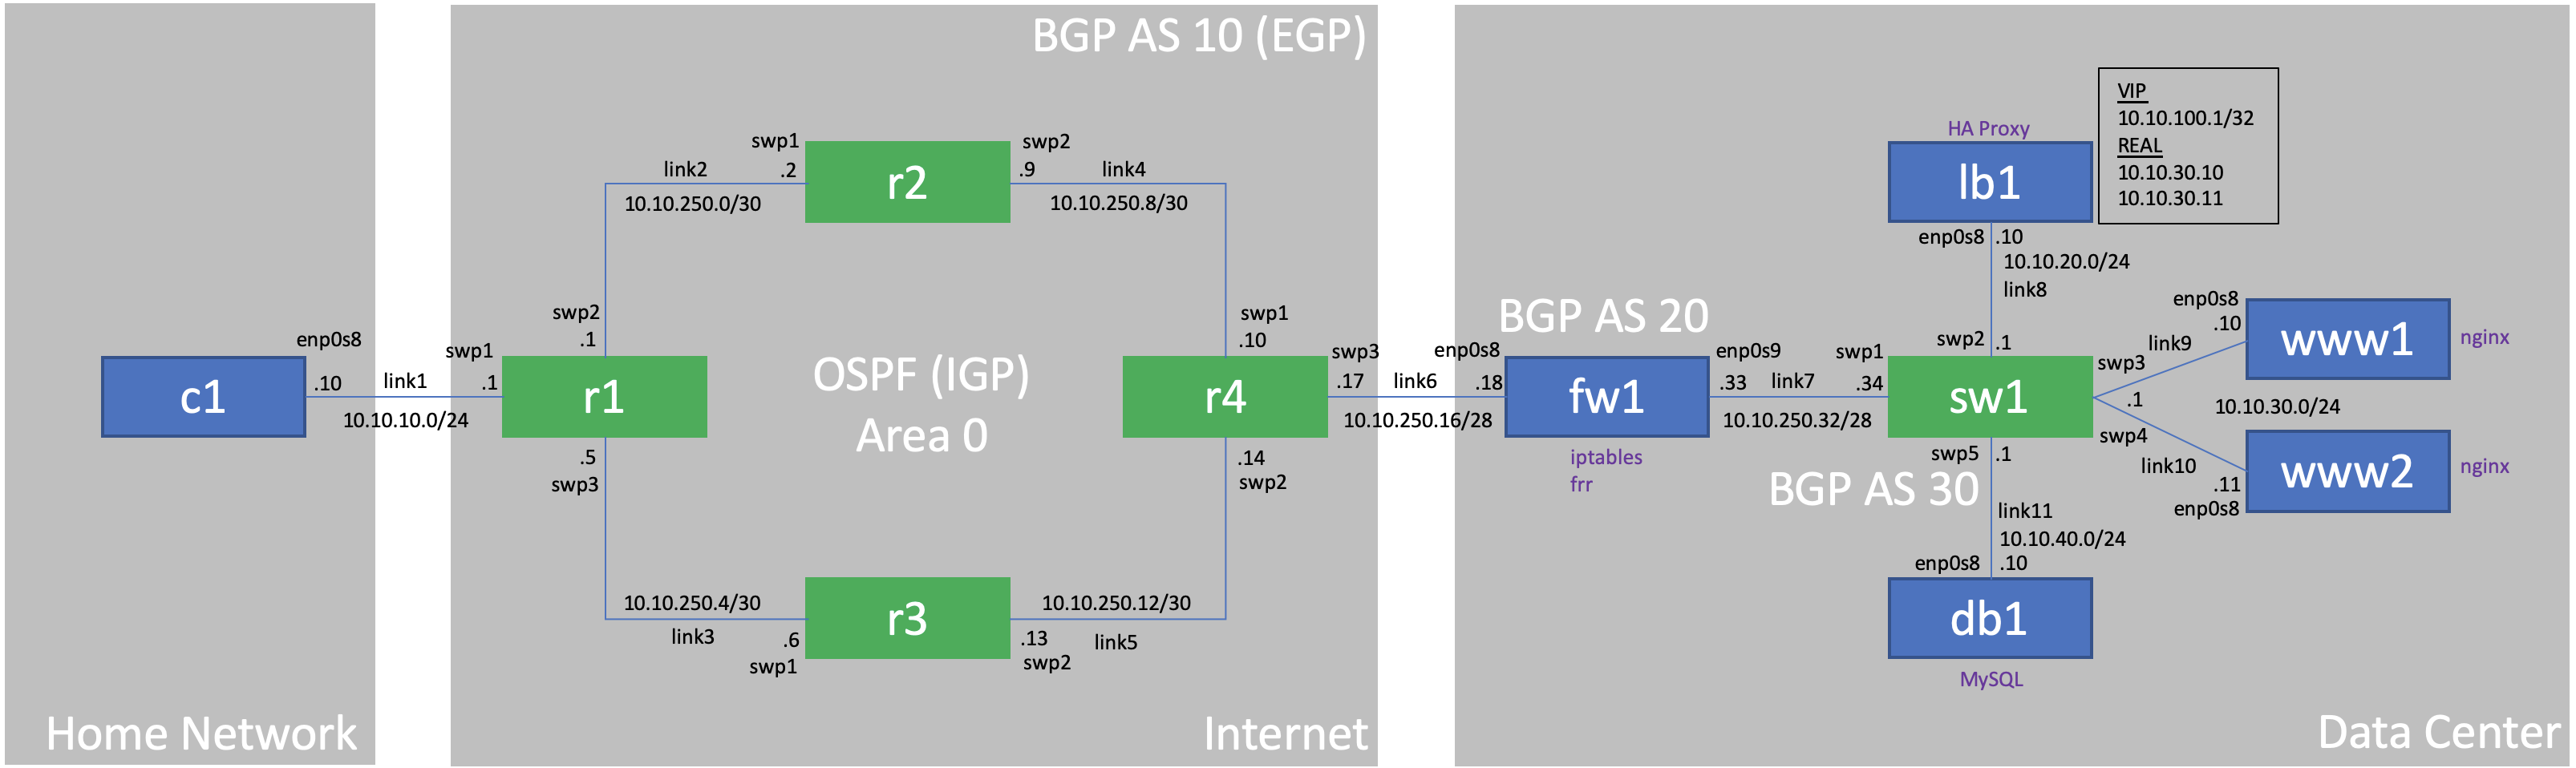 Home Network
enp0s8
c1
.10
link1
10.10.10.0/24
BGP AS 10 (EGP)
Internet
OSPF (IGP)
Area 0
swp1
.1
r1
swp2
.1
.5
swp3
link2
10.10.250.0/30
swp1
.2
r2
swp2
.9
link4
10.10.250.8/30
10.10.250.4/30
link3
.6
swp1
r3
.13
swp2
10.10.250.12/30
link5
swp1
.10
r4
.14
swp2
swp3
.17
link6
10.10.250.16/28
Data Center
BGP AS 20
enp0s8
.18
fw1
iptables
frr
enp0s9
.33
link7
10.10.250.32/28
swp1
.34
sw1
BGP AS 30
HA Proxy
lb1
VIP
10.10.100.1/32
REAL
10.10.30.10
10.10.30.11
enp0s8
.10
10.10.20.0/24
link8
swp2
.1
swp3
link9
.1
10.10.30.0/24
swp4
link10
enp0s8
.10
www1
nginx
.11
enp0s8
www2
nginx
swp5
.1
link11
10.10.40.0/24
enp0s8
.10
db1
MySQL